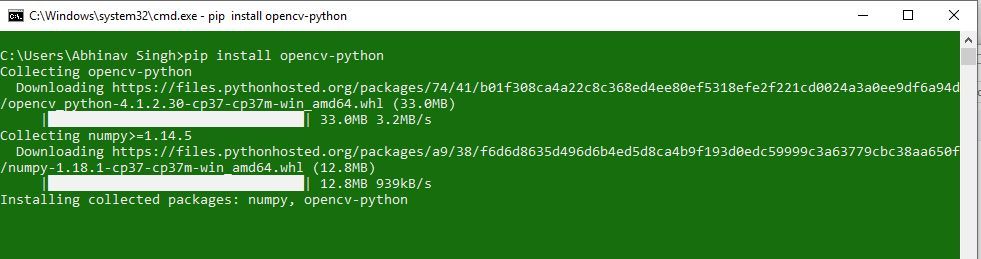 C:\Windows\system32\cmd.exe - pip  install opencv-python
C:\Users\Abhinav Singh>pip install opencv-python
Collecting opencv-python
  Downloading https://files.pythonhosted.org/packages/74/41/b01f308ca4a22c8c368ed4ee80ef5318efe2f221cd0024a3a0ee9df6a94d
/opencv_python-4.1.2.30-cp37-cp37m-win_amd64.whl (33.0MB)
     |████████████████████████████████| 33.0MB 3.2MB/s
Collecting numpy>=1.14.5
  Downloading https://files.pythonhosted.org/packages/a9/38/f6d6d8635d496d6b4ed5d8ca4b9f193d0edc59999c3a63779cbc38aa650f
/numpy-1.18.1-cp37-cp37m-win_amd64.whl (12.8MB)
     |████████████████████████████████| 12.8MB 939kB/s
Installing collected packages: numpy, opencv-python